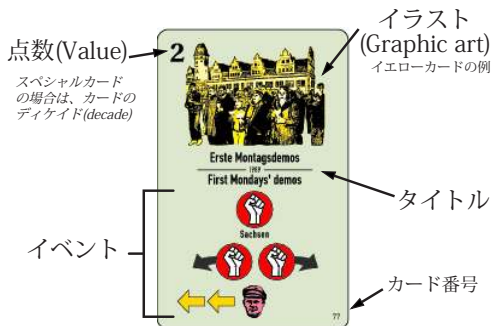 点数(Value)
スペシャルカード
の場合は、カードの
ディケイド(decade)
2
イラスト
(Graphic art)
イエローカードの例
Erste Montagsdemos
1989
First Mondays' demos
タイトル
イベント
Sachsen
カード番号
??